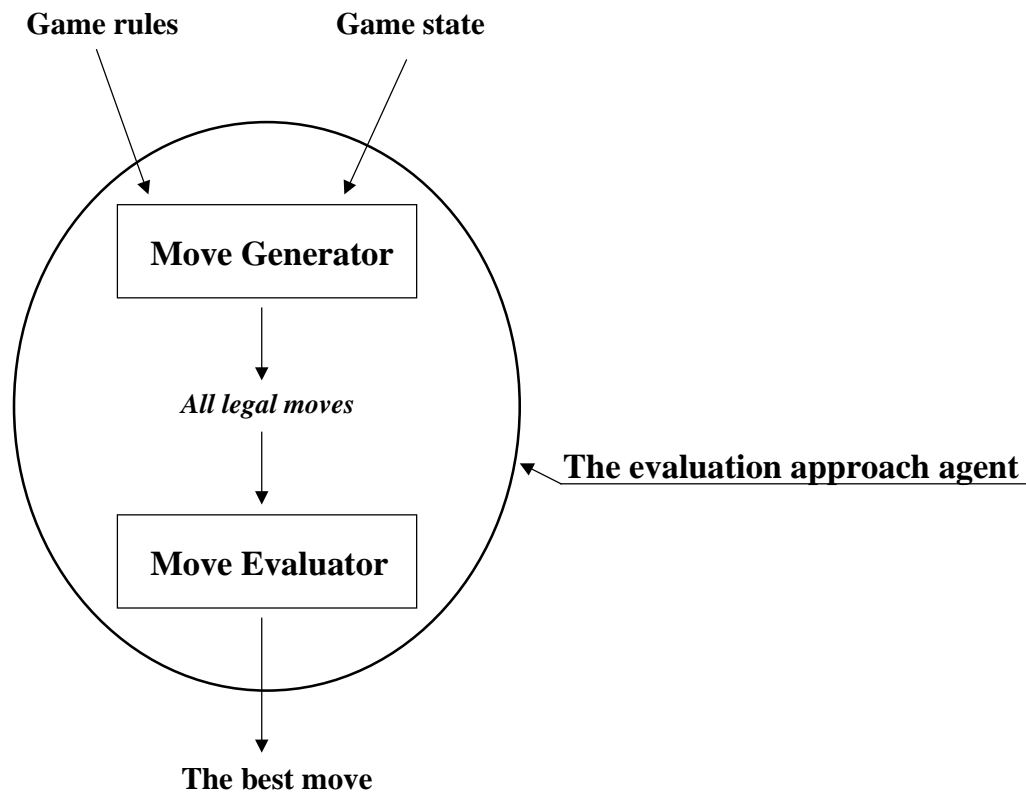 Game rules
Game state
Move Generator
All legal moves
The evaluation approach agent
Move Evaluator
The best move